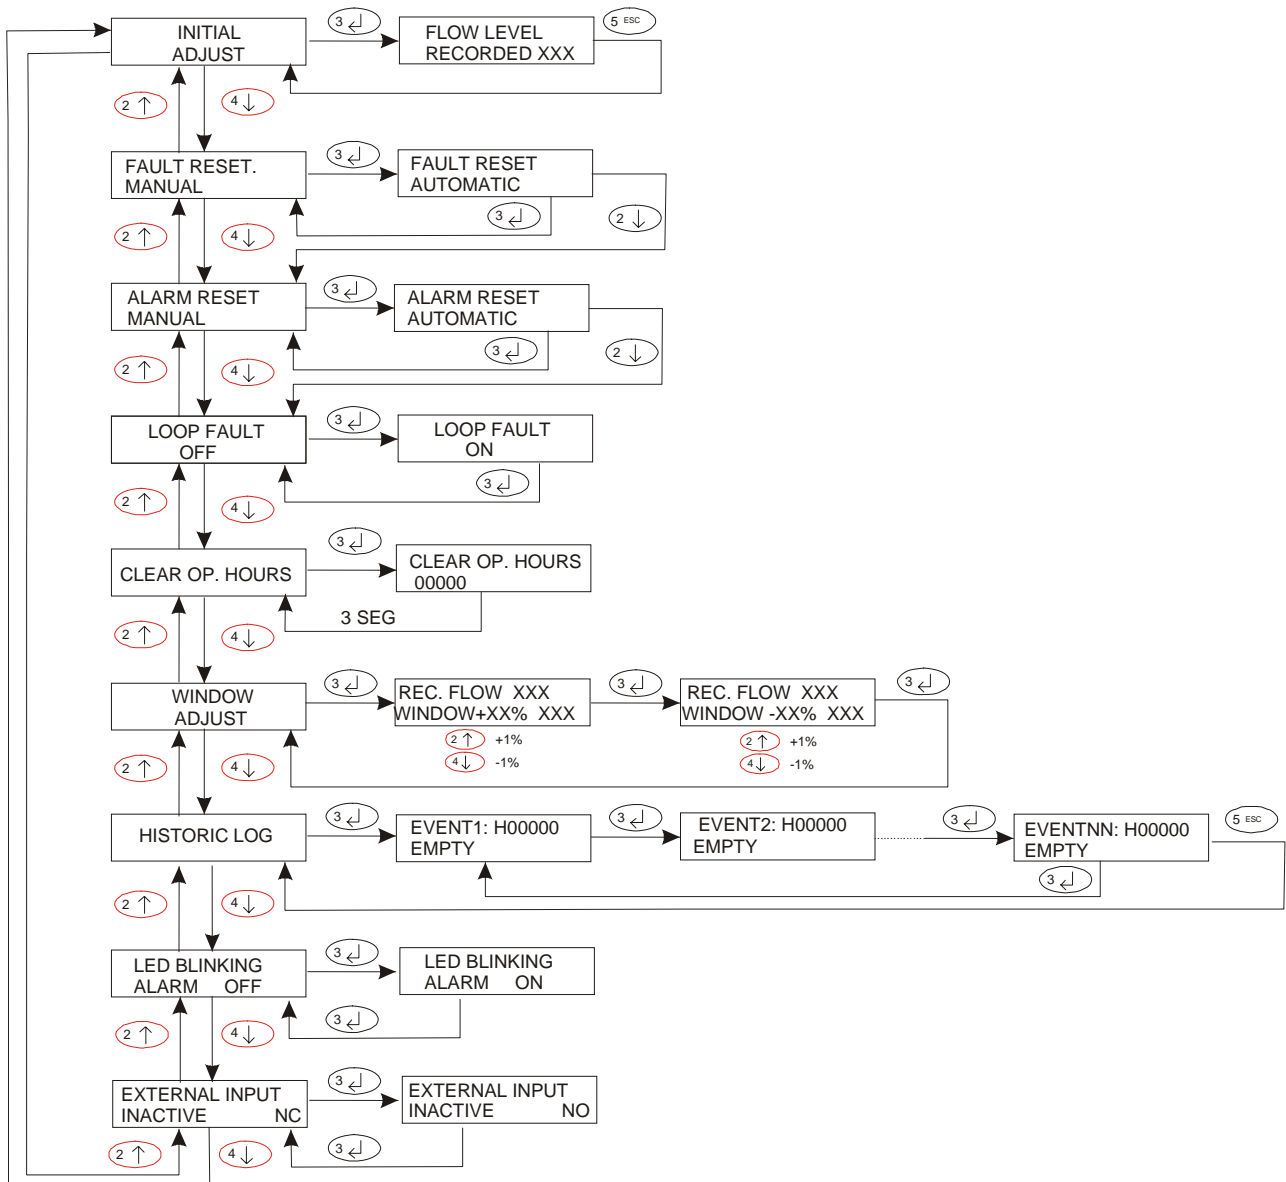 INITIAL
ADJUST
3 ↵
FLOW LEVEL
RECORDED XXX
5 ESC
2 ↑
4 ↓
FAULT RESET.
MANUAL
3 ↵
FAULT RESET
AUTOMATIC
3 ↵
2 ↓
2 ↑
4 ↓
ALARM RESET
MANUAL
3 ↵
ALARM RESET
AUTOMATIC
3 ↵
2 ↓
2 ↑
4 ↓
LOOP FAULT
OFF
3 ↵
LOOP FAULT
ON
3 ↵
2 ↑
4 ↓
CLEAR OP. HOURS
3 ↵
CLEAR OP. HOURS
00000
3 SEG
2 ↑
4 ↓
WINDOW
ADJUST
3 ↵
REC. FLOW XXX
WINDOW+XX% XXX
2 ↑ +1%
4 ↓ -1%
3 ↵
REC. FLOW XXX
WINDOW -XX% XXX
2 ↑ +1%
4 ↓ -1%
3 ↵
2 ↑
4 ↓
HISTORIC LOG
3 ↵
EVENT1: H00000
EMPTY
3 ↵
EVENT2: H00000
EMPTY
3 ↵
EVENTNN: H00000
EMPTY
3 ↵
5 ESC
2 ↑
4 ↓
LED BLINKING
ALARM OFF
3 ↵
LED BLINKING
ALARM ON
3 ↵
2 ↑
4 ↓
EXTERNAL INPUT
INACTIVE NC
3 ↵
EXTERNAL INPUT
INACTIVE NO
3 ↵
2 ↑
4 ↓